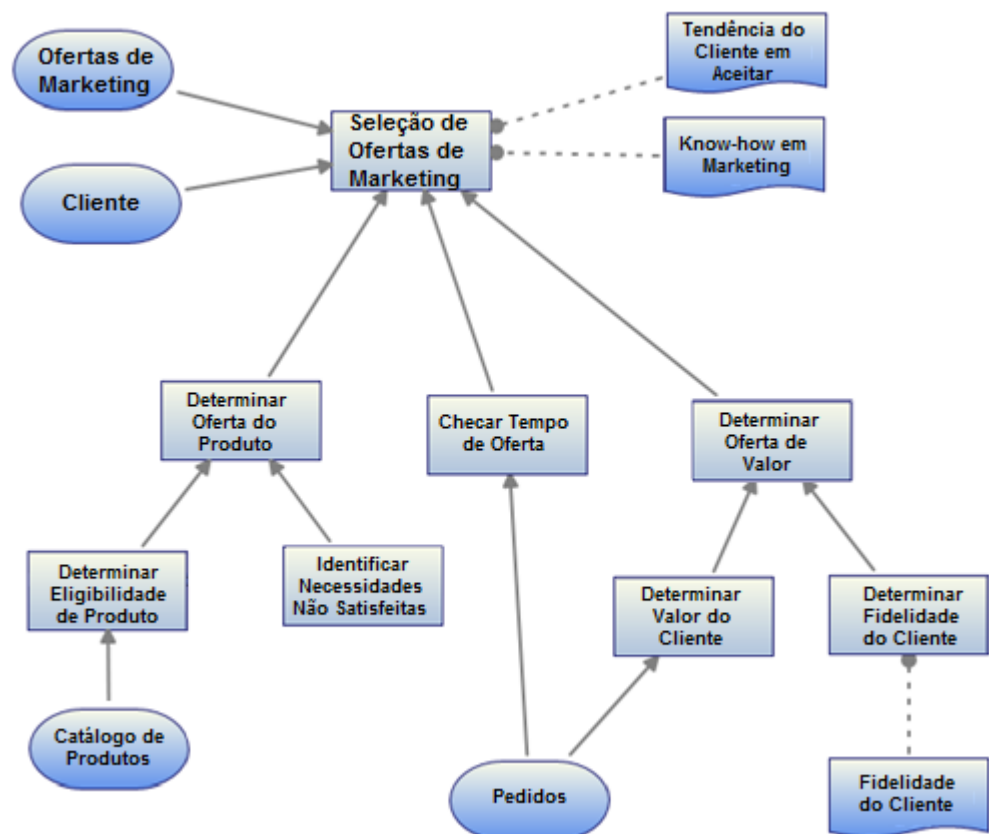 Ofertas de
Marketing
Tendência do
Cliente em
Aceitar
Seleção de
Ofertas de
Marketing
Know-how em
Marketing
Cliente
Determinar
Oferta do
Produto
Checar Tempo
de Oferta
Determinar
Oferta de
Valor
Determinar
Eligibilidade
de Produto
Identificar
Necessidades
Não Satisfeitas
Determinar
Valor do
Cliente
Determinar
Fidelidade
do Cliente
Catálogo de
Produtos
Pedidos
Fidelidade
do Cliente